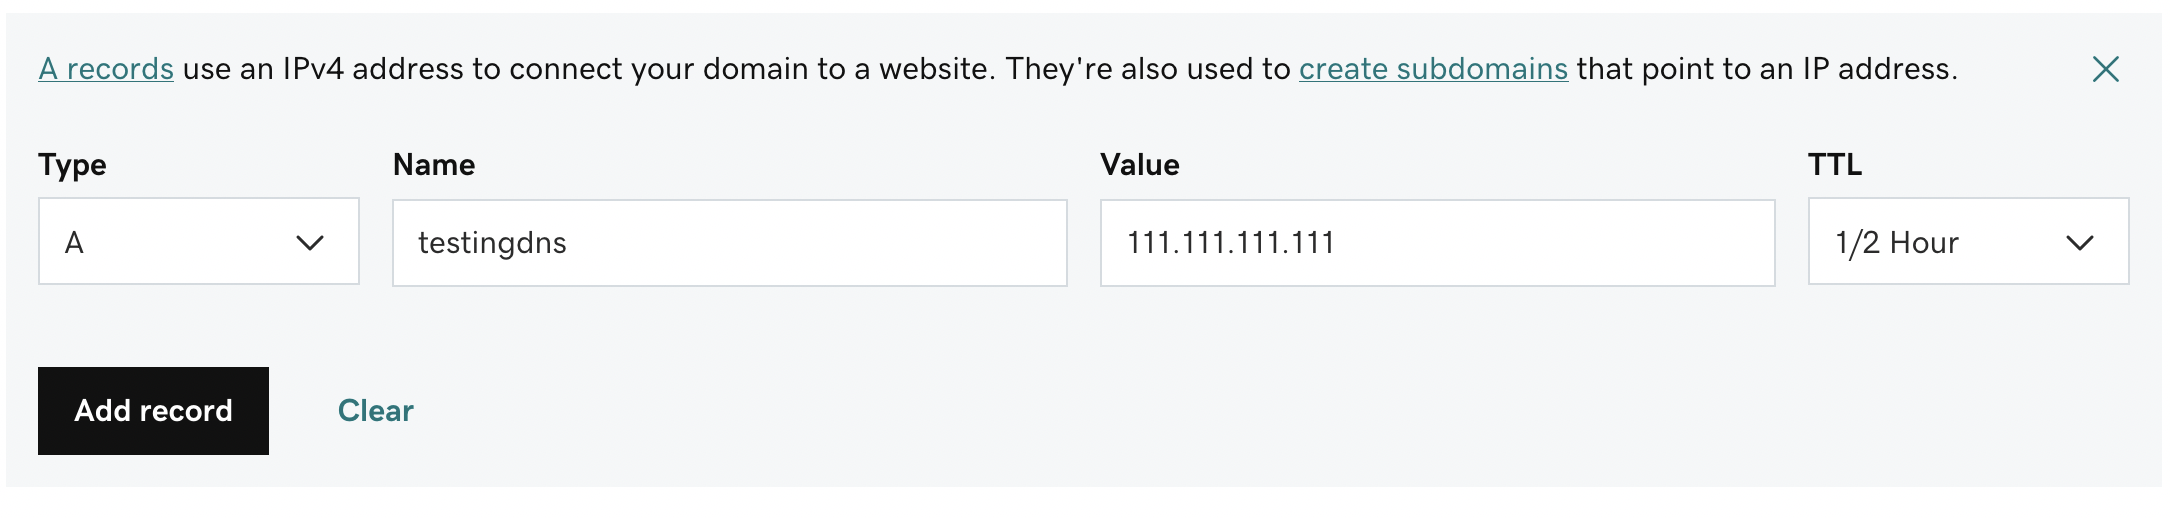 A records use an IPv4 address to connect your domain to a website. They're also used to create subdomains that point to an IP address.
Type Name Value TTL
A testingdns 111.111.111.111 1/2 Hour
Add record Clear